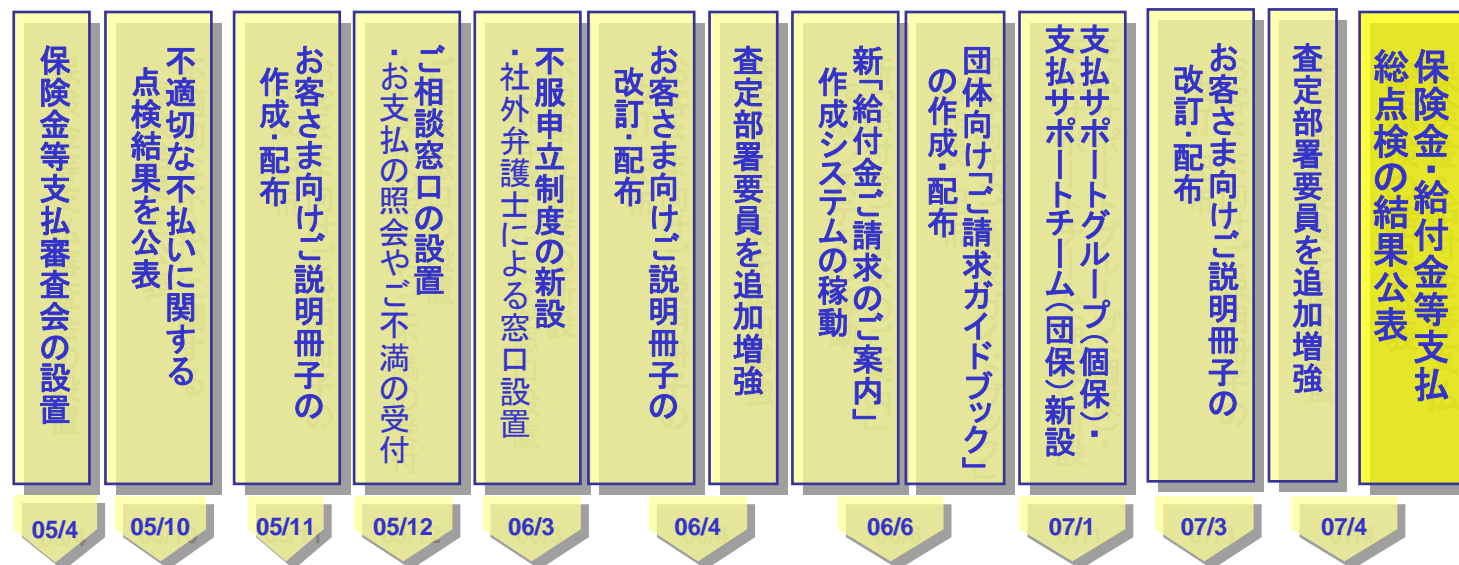 保険金等支払審査会の設置
不適切な不払いに関する
点検結果を公表
お客さま向けご説明冊子の
作成・配布
ご相談窓口の設置
・お支払の照会やご不満の受付
不服申立制度の新設
・社外弁護士による窓口設置
お客さま向けご説明冊子の
改訂・配布
査定部署要員を追加増強
新「給付金ご請求のご案内」
作成システムの稼動
団体向け「ご請求ガイドブック」
の作成・配布
支払サポートグループ（個保）・
支払サポートチーム（団保）新設
お客さま向けご説明冊子の
改訂・配布
査定部署要員を追加増強
保険金・給付金等支払
総点検の結果公表
05/4
05/10
05/11
05/12
06/3
06/4
06/6
07/1
07/3
07/4